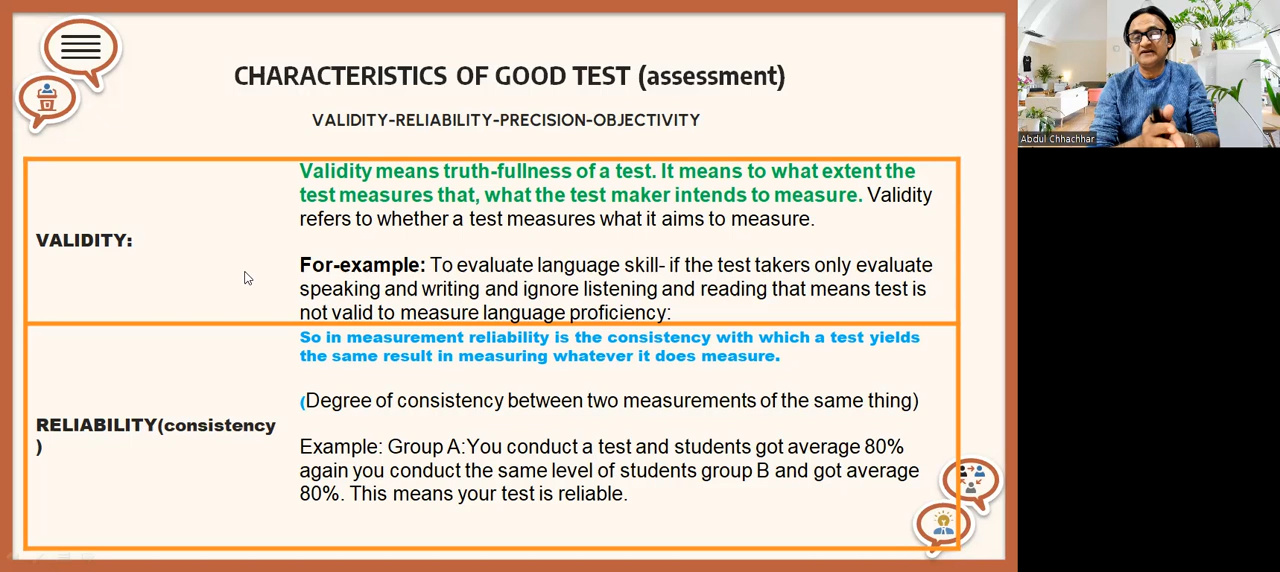 CHARACTERISTICS OF GOOD TEST (assessment)
VALIDITY-RELIABILITY-PRECISION-OBJECTIVITY
VALIDITY:
Validity means truth-fullness of a test. It means to what extent the
test measures that, what the test maker intends to measure. Validity
refers to whether a test measures what it aims to measure.
For-example: To evaluate language skill- if the test takers only evaluate
speaking and writing and ignore listening and reading that means test is
not valid to measure language proficiency:
RELIABILITY(consistency
)
So in measurement reliability is the consistency with which a test yields
the same result in measuring whatever it does measure.
(Degree of consistency between two measurements of the same thing)
Example: Group A:You conduct a test and students got average 80%
again you conduct the same level of students group B and got average
80%. This means your test is reliable.
Abdul Chhachhar